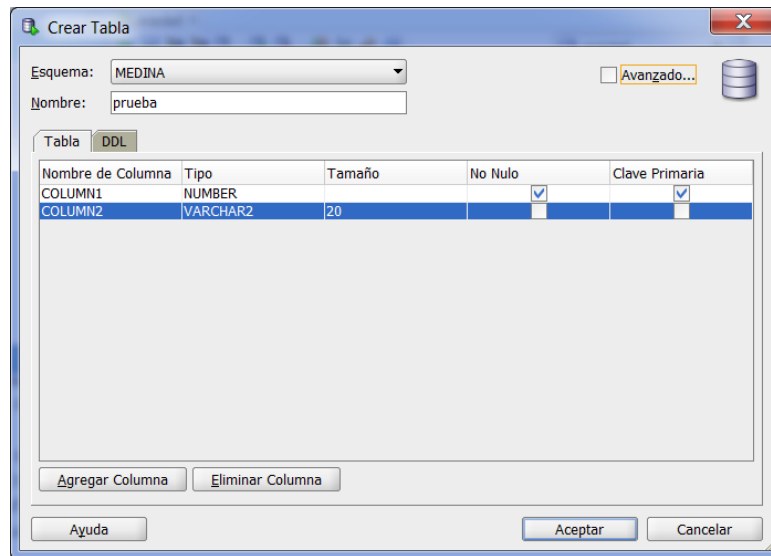 Crear Tabla
Esquema: MEDINA Avanzado...
Nombre: prueba
Tabla DDL
Nombre de Columna Tipo Tamaño No Nulo Clave Primaria
COLUMN1 NUMBER
COLUMN2 VARCHAR2 20
Agregar Columna Eliminar Columna
Ayuda Aceptar Cancelar